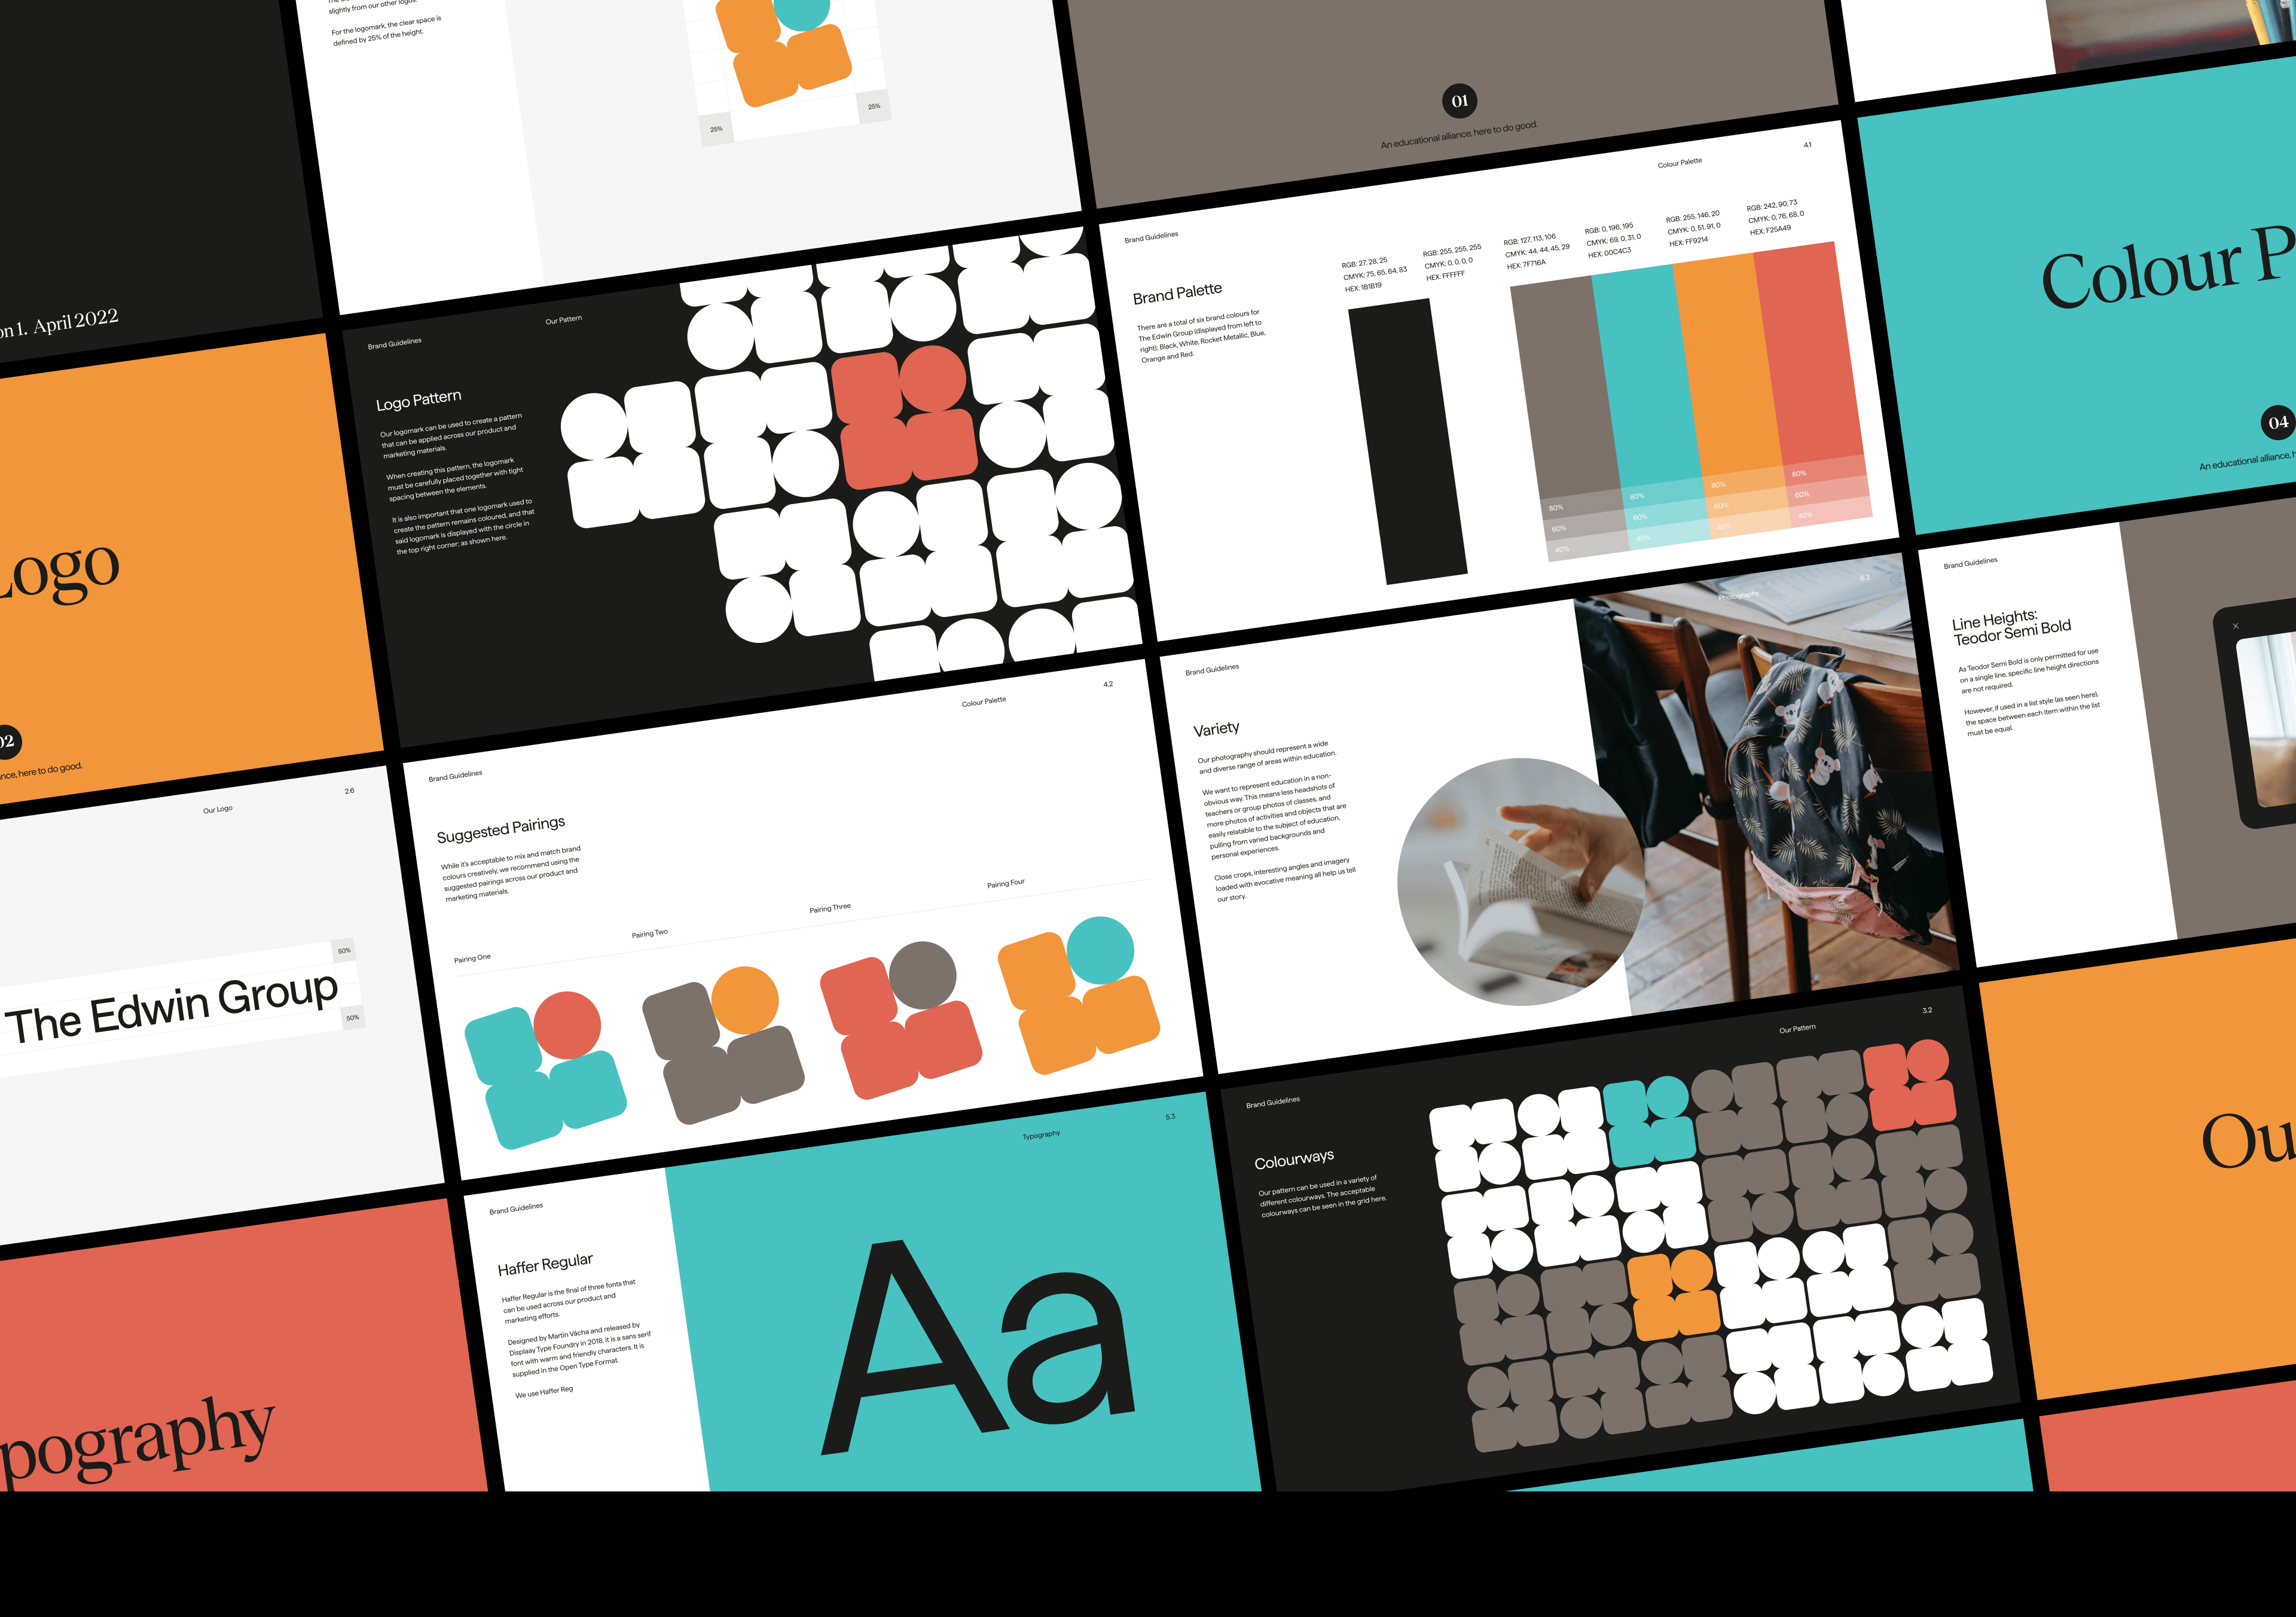 slightly from our other logos.
For the logomark, the clear space is
defined by 25% of the height.
25%
25%
01
An educational alliance, here to do good.
on 1. April 2022
Brand Guidelines
Our Pattern
Logo Pattern
Our logomark can be used to create a pattern
that can be applied across our product and
marketing materials.
When creating this pattern, the logomark
must be carefully placed together with tight
spacing between the elements.
It is also important that one logomark used to
create the pattern remains coloured, and that
said logomark is displayed with the circle in
the top right corner; as shown here.
Brand Guidelines
Colour Palette
4.1
Brand Palette
There are a total of six brand colours for
The Edwin Group (displayed from left to
right): Black, White, Rocket Metallic, Blue,
Orange and Red.
RGB: 27, 28, 25
CMYK: 75, 65, 64, 83
HEX: 1B1B19
RGB: 255, 255, 255
CMYK: 0, 0, 0, 0
HEX: FFFFFF
RGB: 127, 113, 106
CMYK: 44, 44, 45, 29
HEX: 7F716A
RGB: 0, 196, 195
CMYK: 69, 0, 31, 0
HEX: 00C4C3
RGB: 255, 146, 20
CMYK: 0, 51, 91, 0
HEX: FF9214
RGB: 242, 90, 73
CMYK: 0, 76, 68, 0
HEX: F25A49
80%
80%
80%
80%
60%
60%
60%
60%
40%
40%
40%
40%
Colour P
04
An educational alliance, h
Logo
02
nce, here to do good.
Our Logo
2.6
The Edwin Group
50%
50%
Brand Guidelines
Colour Palette
4.2
Suggested Pairings
While it's acceptable to mix and match brand
colours creatively, we recommend using the
suggested pairings across our product and
marketing materials.
Pairing One
Pairing Two
Pairing Three
Pairing Four
Brand Guidelines
Photography
6.3
Variety
Our photography should represent a wide
and diverse range of areas within education.
We want to represent education in a non-
obvious way. This means less headshots of
teachers or group photos of classes, and
more photos of activities and objects that are
easily relatable to the subject of education,
pulling from varied backgrounds and
personal experiences.
Close crops, interesting angles and imagery
loaded with evocative meaning all help us tell
our story.
Brand Guidelines
Line Heights:
Teodor Semi Bold
As Teodor Semi Bold is only permitted for use
on a single line, specific line height directions
are not required.
However, if used in a list style (as seen here),
the space between each item within the list
must be equal.
pography
Brand Guidelines
Typography
5.3
Haffer Regular
Haffer Regular is the final of three fonts that
can be used across our product and
marketing efforts.
Designed by Martin Vácha and released by
Displaay Type Foundry in 2018, it is a sans serif
font with warm and friendly characters. It is
supplied in the Open Type Format.
We use Haffer Reg
Aa
Brand Guidelines
Our Pattern
3.2
Colourways
Our pattern can be used in a variety of
different colourways. The acceptable
colourways can be seen in the grid here.
Ou